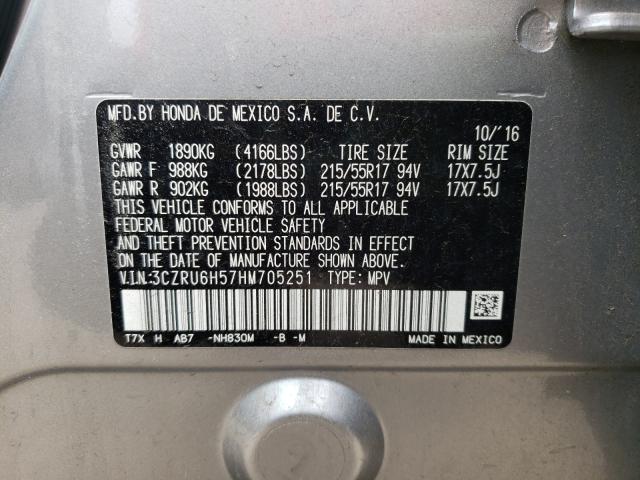 MFD.BY HONDA DE MEXICO S.A. DE C.V.
10/'16
GVWR 1890KG (4166LBS) TIRE SIZE RIM SIZE
GAWR F 988KG (2178LBS) 215/55R17 94V 17X7.5J
GAWR R 902KG (1988LBS) 215/55R17 94V 17X7.5J
THIS VEHICLE CONFORMS TO ALL APPLICABLE
FEDERAL MOTOR VEHICLE SAFETY
AND THEFT PREVENTION STANDARDS IN EFFECT
ON THE DATE OF MANUFACTURE SHOWN ABOVE.
V.I.N.:3CZRU6H57HM705251 TYPE: MPV
T7X H AB7 -NH830M -B -M MADE IN MEXICO